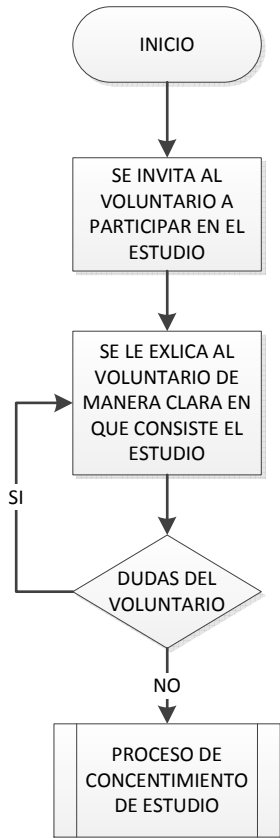 INICIO
SE INVITA AL
VOLUNTARIO A
PARTICIPAR EN EL
ESTUDIO
SE LE EXLICA AL
VOLUNTARIO DE
MANERA CLARA EN
QUE CONSISTE EL
ESTUDIO
SI
DUDAS DEL
VOLUNTARIO
NO
PROCESO DE
CONCENTIMIENTO
DE ESTUDIO